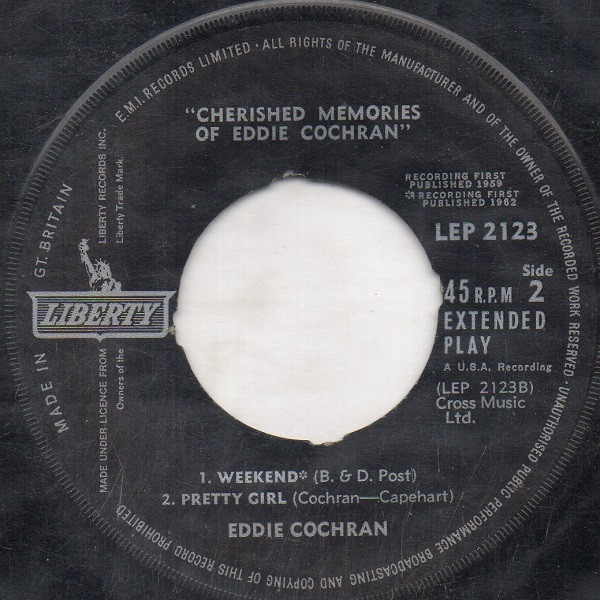 E.M.I. RECORDS LIMITED · ALL RIGHTS OF THE MANUFACTURER AND OF THE OWNER OF THE RECORDED WORK RESERVED · UNAUTHORISED PUBLIC PERFORMANCE BROADCASTING AND COPYING OF THIS RECORD PROHIBITED
MADE IN GT. BRITAIN
"CHERISHED MEMORIES
OF EDDIE COCHRAN"
RECORDING FIRST
PUBLISHED 1959
* RECORDING FIRST
PUBLISHED 1962
LEP 2123
LIBERTY RECORDS INC.
Liberty Trade Mark.
LIBERTY
MADE UNDER LICENCE FROM
Owners of the
Side
45 R.P.M 2
EXTENDED
PLAY
A U.S.A. Recording
(LEP 2123B)
Cross Music
Ltd.
1. WEEKEND* (B. & D. Post)
2. PRETTY GIRL (Cochran—Capehart)
EDDIE COCHRAN